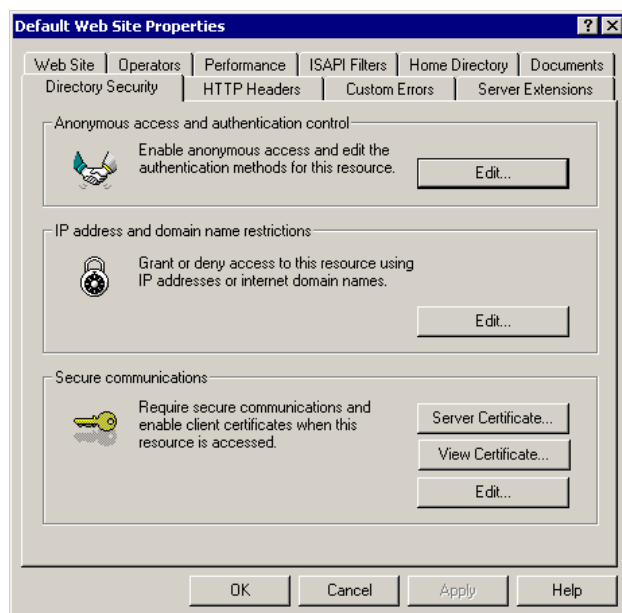 Default Web Site Properties
Web Site Operators Performance ISAPI Filters Home Directory Documents
Directory Security HTTP Headers Custom Errors Server Extensions
Anonymous access and authentication control
Enable anonymous access and edit the
authentication methods for this resource.
Edit...
IP address and domain name restrictions
Grant or deny access to this resource using
IP addresses or internet domain names.
Edit...
Secure communications
Require secure communications and
enable client certificates when this
resource is accessed.
Server Certificate...
View Certificate...
Edit...
OK Cancel Apply Help